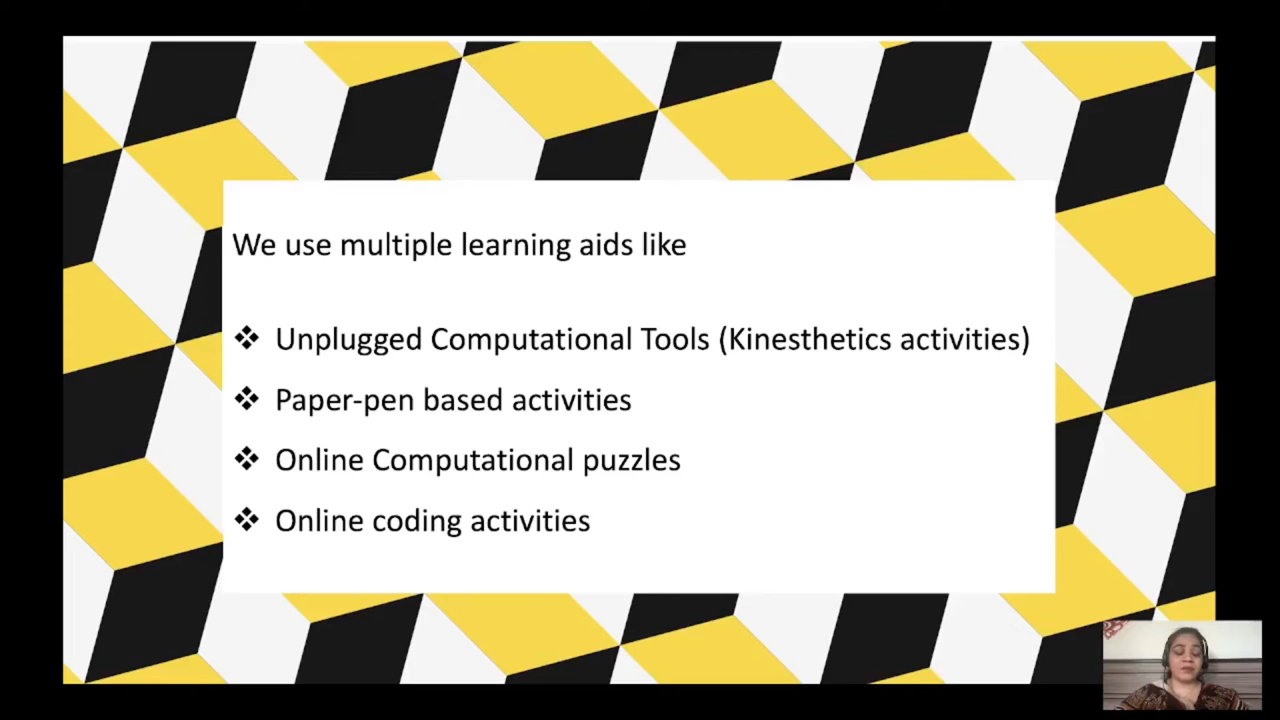 We use multiple learning aids like
❖ Unplugged Computational Tools (Kinesthetics activities)
❖ Paper-pen based activities
❖ Online Computational puzzles
❖ Online coding activities